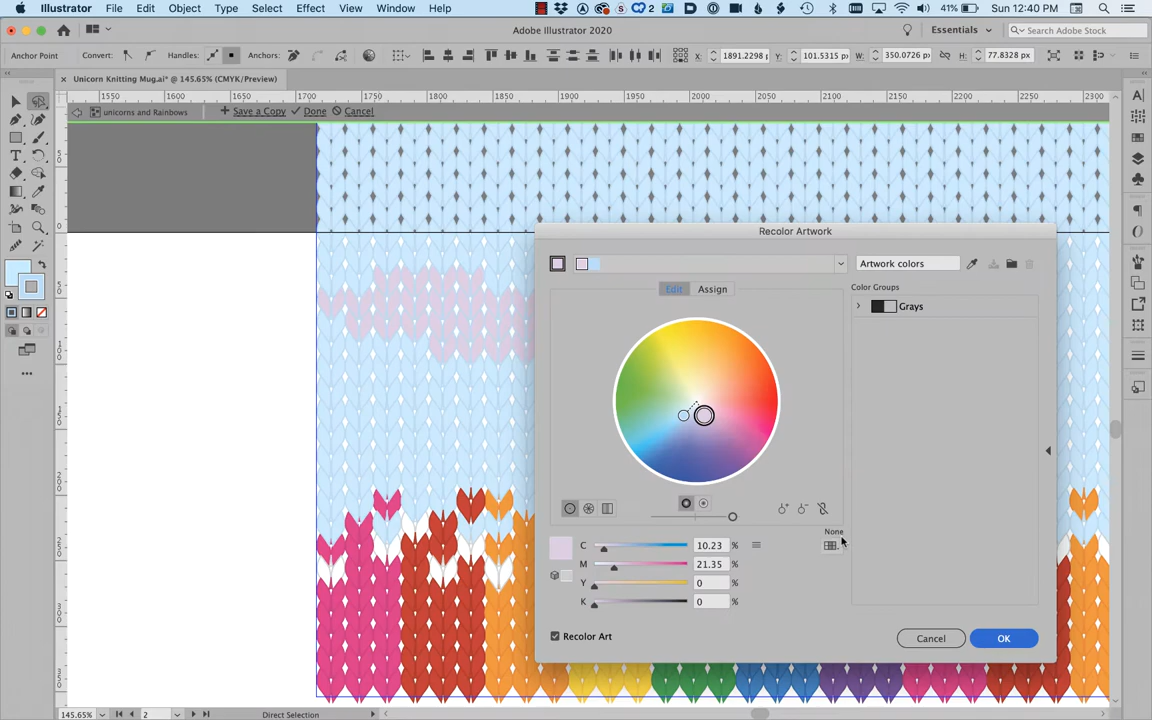 Illustrator File Edit Object Type Select Effect View Window Help 2 41% Sun 12:40 PM
Adobe Illustrator 2020 Essentials Search Adobe Stock
Anchor Point Convert: Handles: Anchors: X: 1891.2298 Y: 101.5315 W: 350.0726 H: 77.8328 px
× Unicorn Knitting Mug.ai* @ 145.65% (CMYK/Preview)
1550 1600 1650 1700 1750 1800 1850 1900 1950 2000 2050 2100 2150 2200 2250 2300
unicorns and Rainbows Save a Copy Done Cancel
Recolor Artwork
Artwork colors
Edit Assign
Color Groups
Grays
None
C 10.23 %
M 21.35 %
Y 0 %
K 0 %
Recolor Art
Cancel OK
145.65% 2 Direct Selection